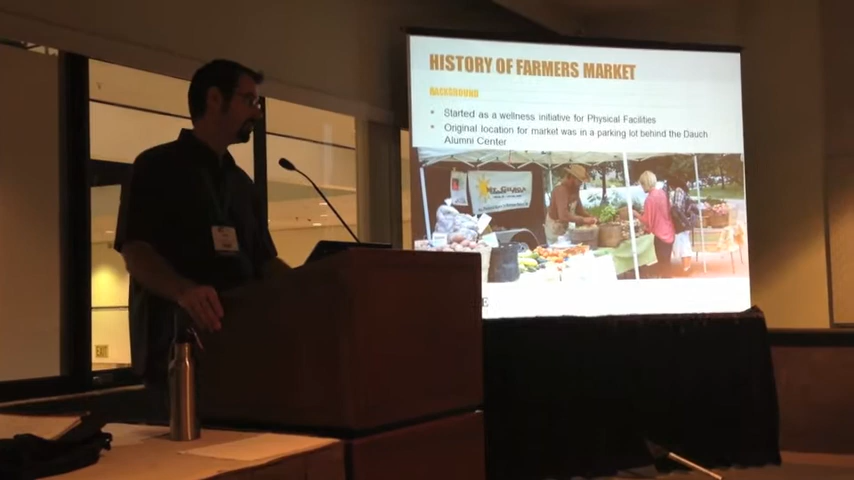 HISTORY OF FARMERS MARKET
BACKGROUND
Started as a wellness initiative for Physical Facilities
Original location for market was in a parking lot behind the Dauch
Alumni Center
E
EXIT